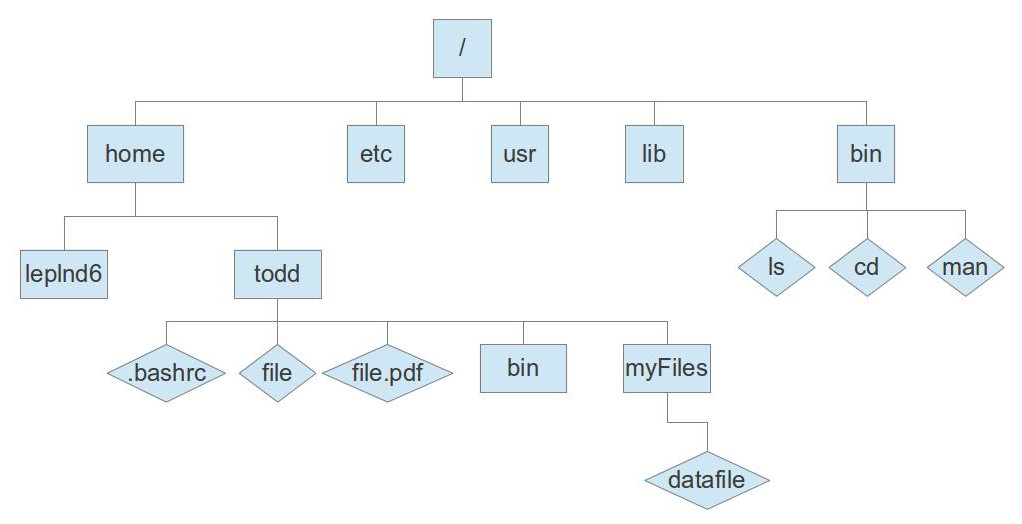 /
home
etc
usr
lib
bin
leplnd6
todd
ls
cd
man
.bashrc
file
file.pdf
bin
myFiles
datafile